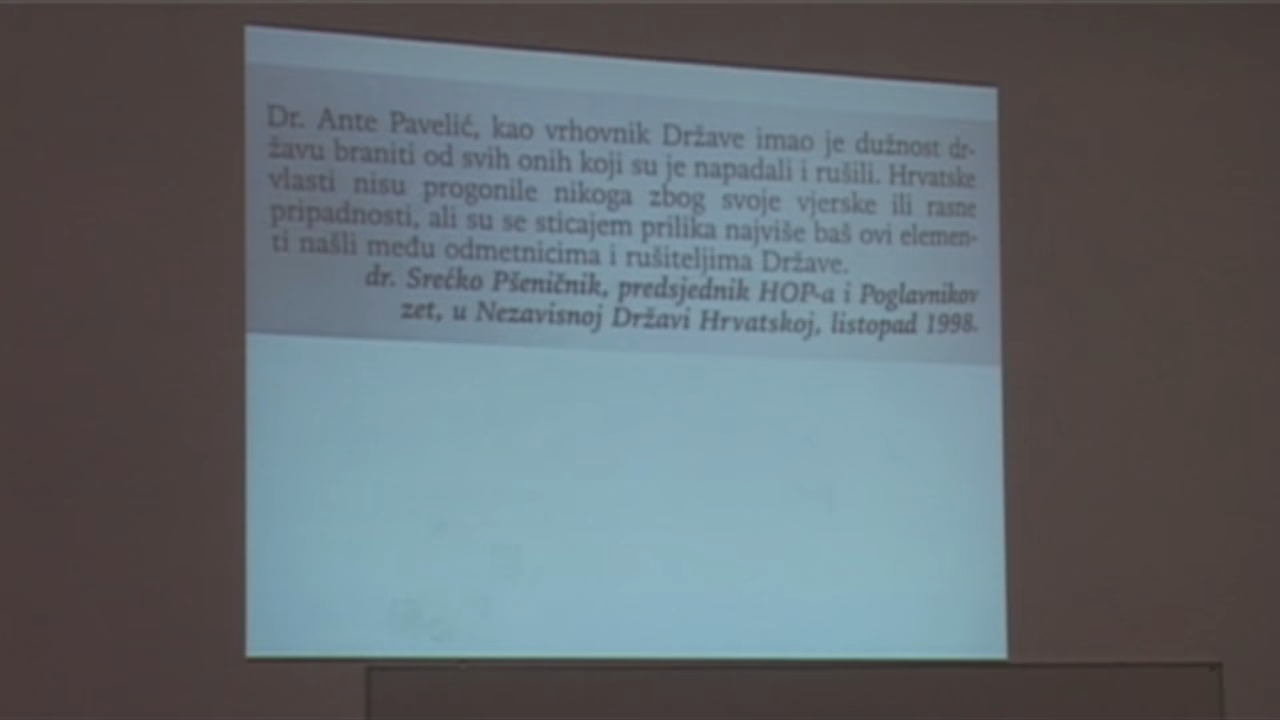 Dr. Ante Pavelić, kao vrhovnik Države imao je dužnost dr-
žavu braniti od svih onih koji su je napadali i rušili. Hrvatske
vlasti nisu progonile nikoga zbog svoje vjerske ili rasne
pripadnosti, ali su se sticajem prilika najviše baš ovi elemen-
ti našli među odmetnicima i rušiteljima Države.
dr. Srećko Pšeničnik, predsjednik HOP-a i Poglavnikov
zet, u Nezavisnoj Državi Hrvatskoj, listopad 1998.